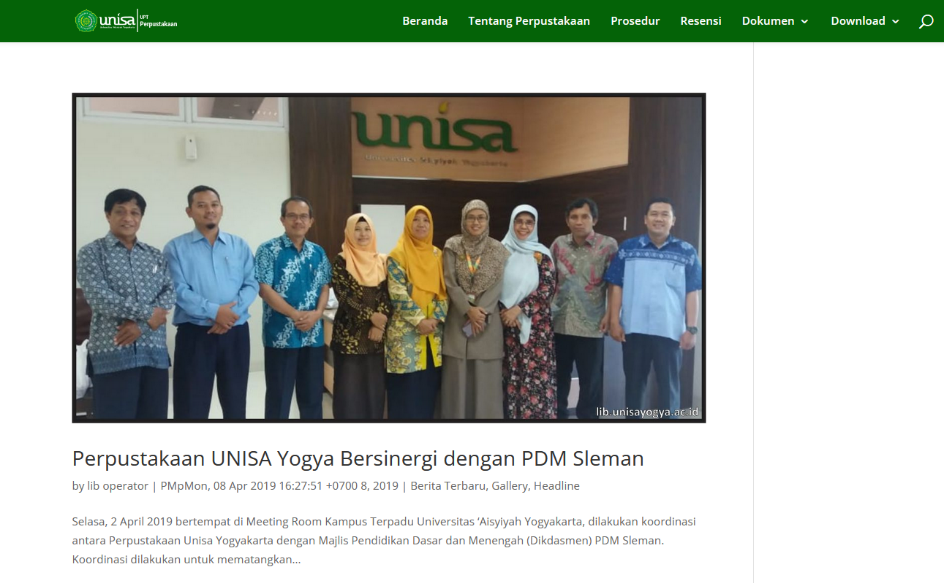 unisa UPT
Perpustakaan
Beranda Tentang Perpustakaan Prosedur Resensi Dokumen Download
unisa
Yogyakarta
lib.unisayogya.ac.id
Perpustakaan UNISA Yogya Bersinergi dengan PDM Sleman
by lib operator | PMpMon, 08 Apr 2019 16:27:51 +0700 8, 2019 | Berita Terbaru, Gallery, Headline
Selasa, 2 April 2019 bertempat di Meeting Room Kampus Terpadu Universitas ‘Aisyiyah Yogyakarta, dilakukan koordinasi
antara Perpustakaan Unisa Yogyakarta dengan Majlis Pendidikan Dasar dan Menengah (Dikdasmen) PDM Sleman.
Koordinasi dilakukan untuk mematangkan...